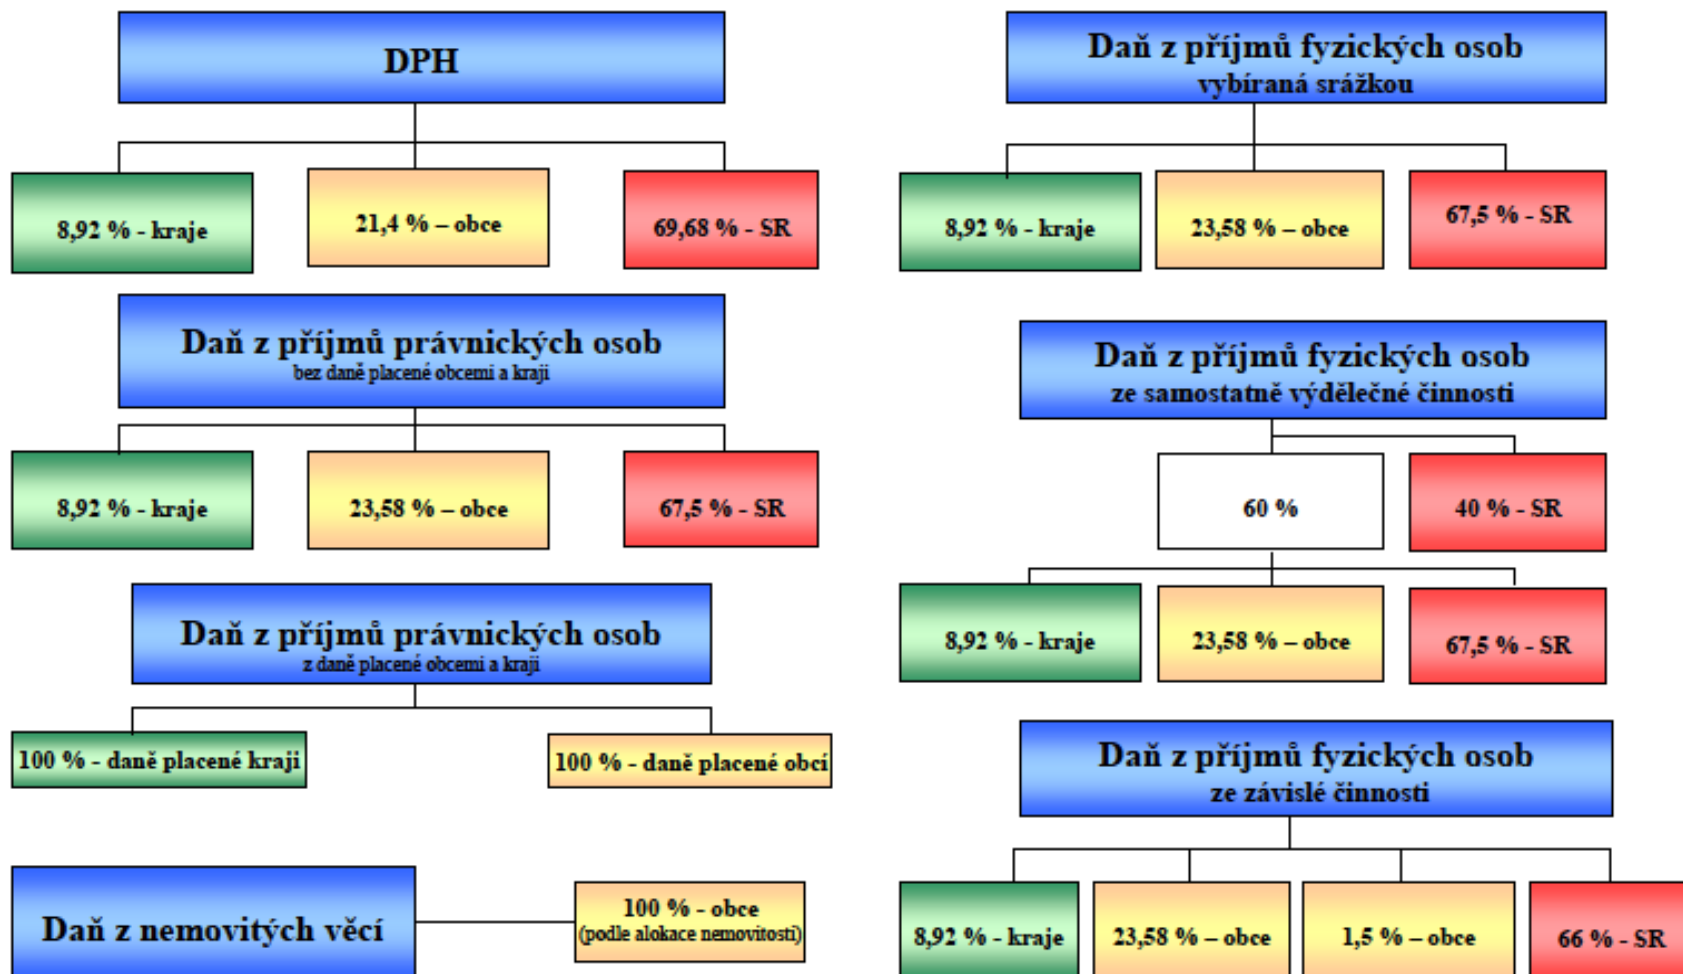 DPH
8,92 % - kraje
21,4 % – obce
69,68 % - SR
Daň z příjmů právnických osob
bez daně placené obcemi a kraji
8,92 % - kraje
23,58 % – obce
67,5 % - SR
Daň z příjmů právnických osob
z daně placené obcemi a kraji
100 % - daně placené kraji
100 % - daně placené obcí
Daň z nemovitých věcí
100 % - obce
(podle alokace nemovitosti)
Daň z příjmů fyzických osob
vybíraná srážkou
8,92 % - kraje
23,58 % – obce
67,5 % - SR
Daň z příjmů fyzických osob
ze samostatně výdělečné činnosti
60 %
40 % - SR
8,92 % - kraje
23,58 % – obce
67,5 % - SR
Daň z příjmů fyzických osob
ze závislé činnosti
8,92 % - kraje
23,58 % – obce
1,5 % – obce
66 % - SR